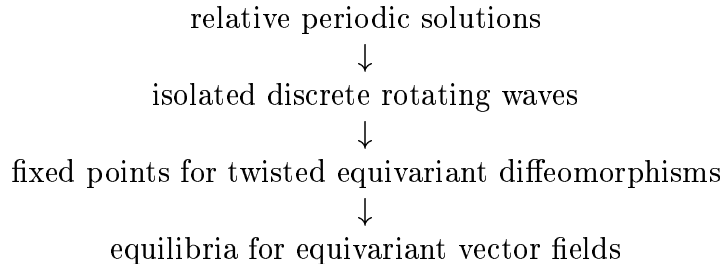 relative periodic solutions
↓
isolated discrete rotating waves
↓
fixed points for twisted equivariant diffeomorphisms
↓
equilibria for equivariant vector fields